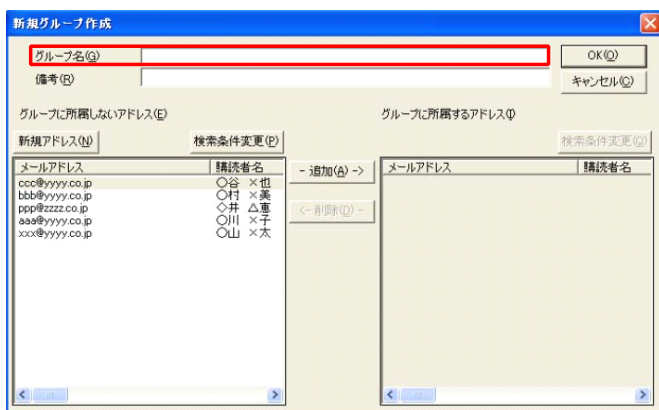 新規グループ作成
グループ名(G)
OK(O)
備考(R)
キャンセル(C)
グループに所属しないアドレス(E)
グループに所属するアドレス(I)
新規アドレス(N)
検索条件変更(P)
検索条件変更(Q)
メールアドレス 購読者名
- 追加(A) ->
メールアドレス 購読者名
ccc@yyyy.co.jp ○谷 ×也
bbb@yyyy.co.jp ○村 ×美
ppp@zzzz.co.jp ◇井 △恵
<- 削除(D) -
aaa@yyyy.co.jp ○川 ×子
xxx@yyyy.co.jp ○山 ×太